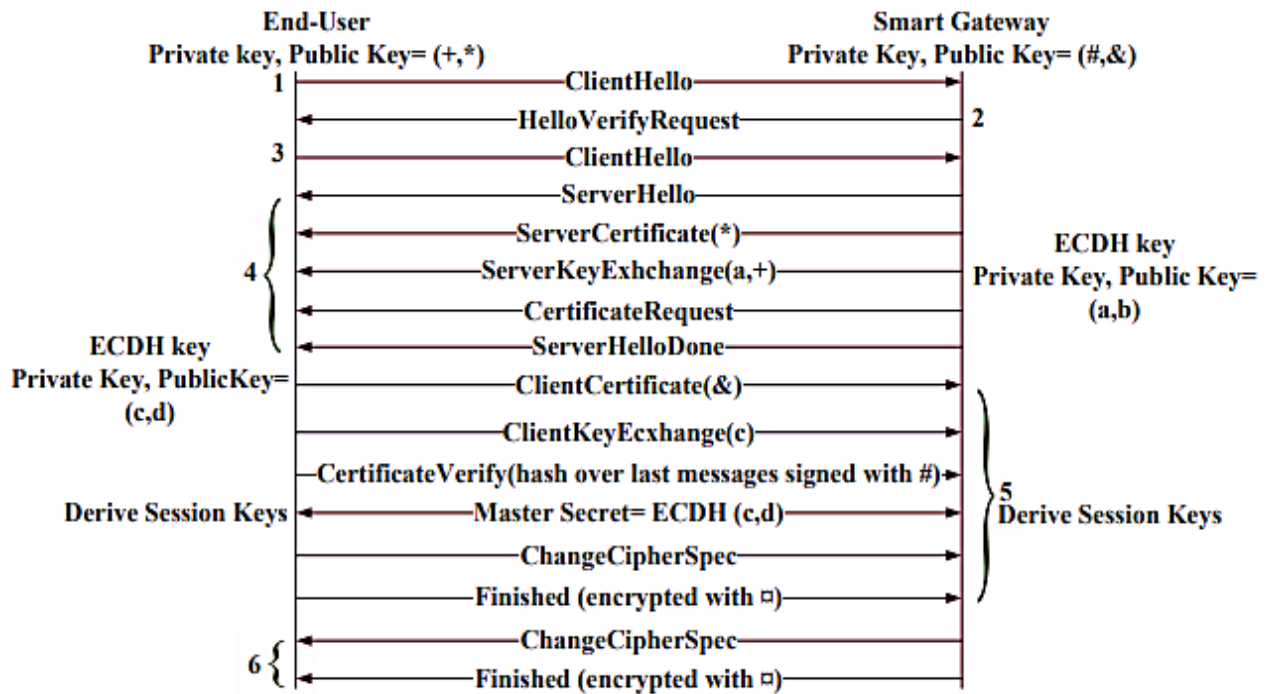 End-User
Private key, Public Key= (+,*)
Smart Gateway
Private Key, Public Key= (#,&)
1
ClientHello
HelloVerifyRequest
2
3
ClientHello
ServerHello
ServerCertificate(*)
4
ServerKeyExhchange(a,+)
CertificateRequest
ServerHelloDone
ECDH key
Private Key, Public Key=
(a,b)
ECDH key
Private Key, PublicKey=
(c,d)
ClientCertificate(&)
ClientKeyEcxhange(c)
CertificateVerify(hash over last messages signed with #)
5
Derive Session Keys
Master Secret= ECDH (c,d)
Derive Session Keys
ChangeCipherSpec
Finished (encrypted with ¤)
ChangeCipherSpec
6
Finished (encrypted with ¤)